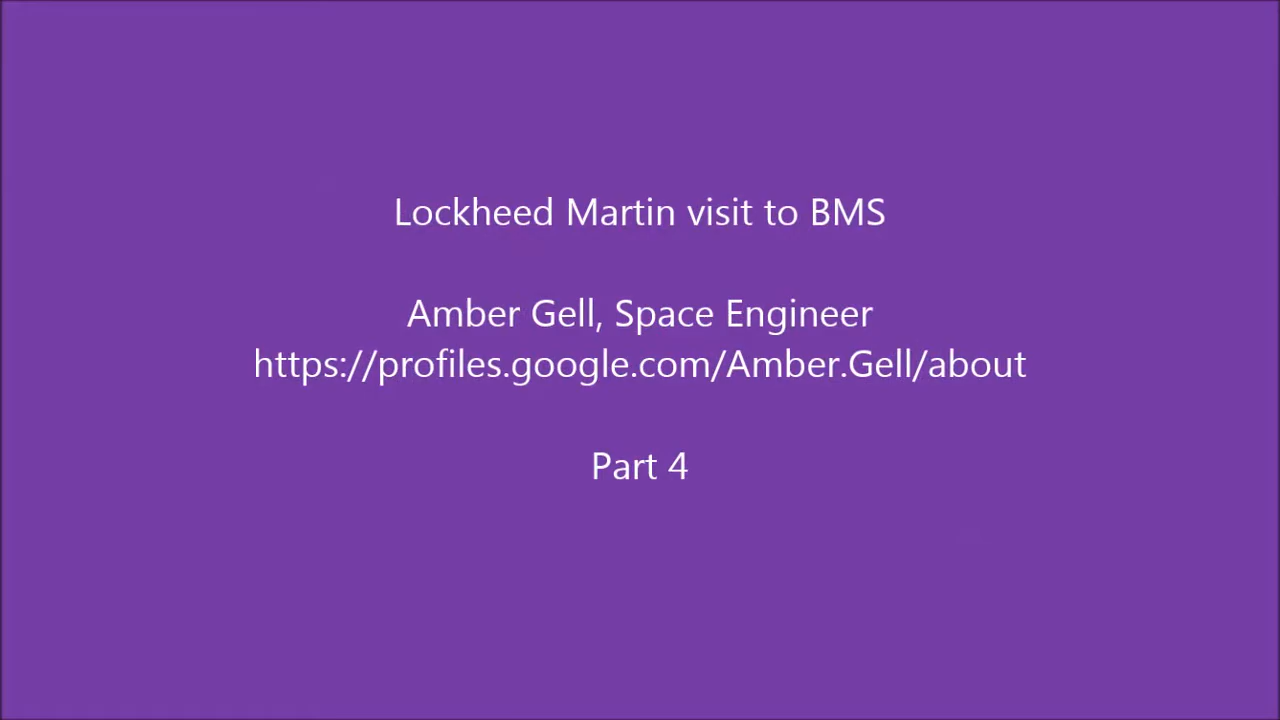 Lockheed Martin visit to BMS
Amber Gell, Space Engineer
https://profiles.google.com/Amber.Gell/about
Part 4